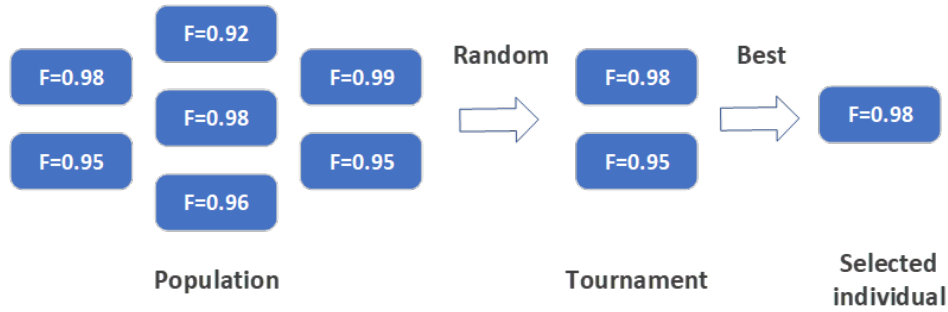 F=0.92
F=0.98
F=0.99
F=0.98
F=0.95
F=0.95
F=0.96
Population
Random
F=0.98
F=0.95
Tournament
Best
F=0.98
Selected
individual